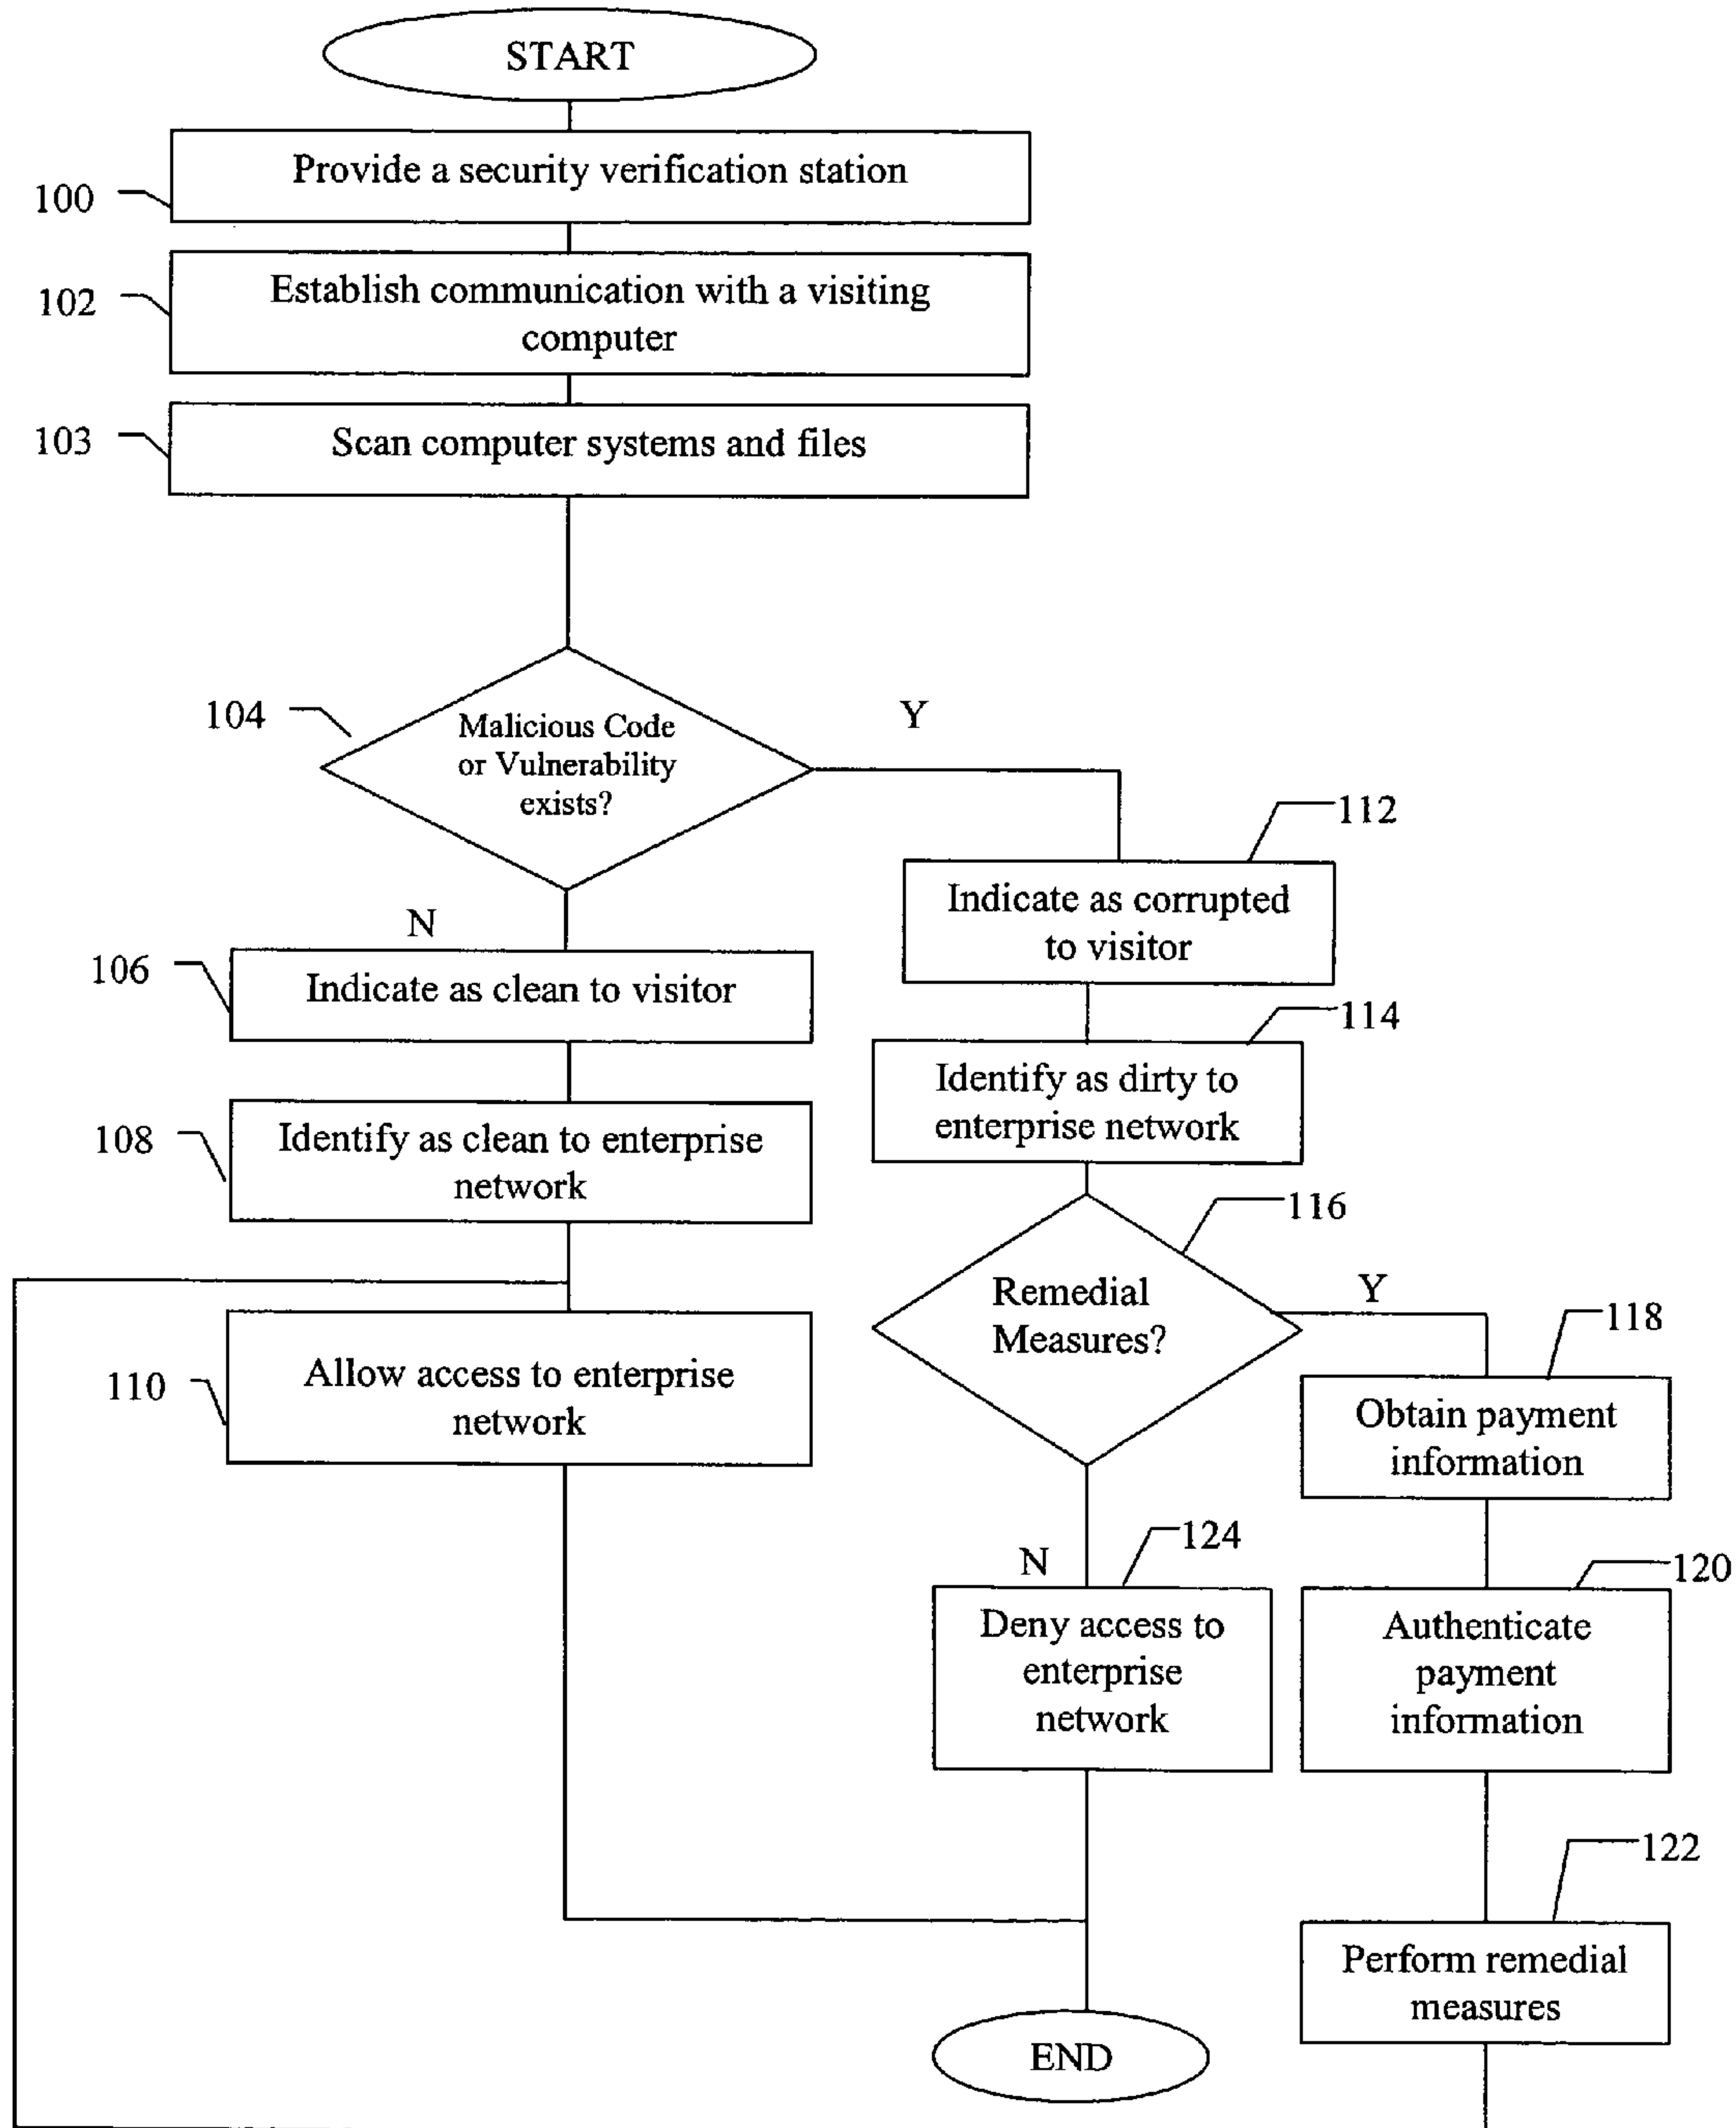 START
100
Provide a security verification station
102
Establish communication with a visiting
computer
103
Scan computer systems and files
104
Malicious Code
or Vulnerability
exists?
Y
N
112
Indicate as corrupted
to visitor
106
Indicate as clean to visitor
114
Identify as dirty to
enterprise network
108
Identify as clean to enterprise
network
116
Remedial
Measures?
Y
118
Obtain payment
information
110
Allow access to enterprise
network
N
124
Deny access to
enterprise
network
120
Authenticate
payment
information
122
Perform remedial
measures
END